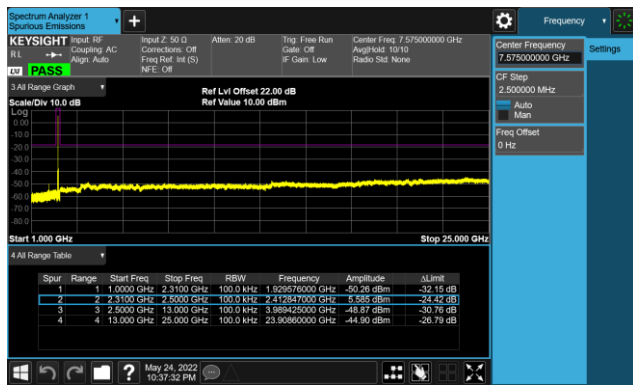 Spectrum Analyzer 1
Spurious Emissions
Frequency
KEYSIGHT Input: RF Input Z: 50 Ω Atten: 20 dB Trig: Free Run Center Freq: 7.575000000 GHz
RL Coupling: AC Corrections: Off Gate: Off Avg|Hold: 10/10
Align: Auto Freq Ref: Int (S) IF Gain: Low Radio Std: None
NFE: Off
LXI PASS
Center Frequency
7.575000000 GHz
Settings
CF Step
2.500000 MHz
Auto
Man
Freq Offset
0 Hz
3 All Range Graph
Ref Lvl Offset 22.00 dB
Scale/Div 10.0 dB Ref Value 10.00 dBm
Log
0.00
-10.0
-20.0
-30.0
-40.0
-50.0
-60.0
-70.0
-80.0
Start 1.000 GHz Stop 25.000 GHz
4 All Range Table
Spur Range Start Freq Stop Freq RBW Frequency Amplitude ΔLimit
1 1 1.0000 GHz 2.3100 GHz 100.0 kHz 1.929576000 GHz -50.26 dBm -32.15 dB
2 2 2.3100 GHz 2.5000 GHz 100.0 kHz 2.412847000 GHz 5.585 dBm -24.42 dB
3 3 2.5000 GHz 13.000 GHz 100.0 kHz 3.989425000 GHz -48.87 dBm -30.76 dB
4 4 13.000 GHz 25.000 GHz 100.0 kHz 23.90860000 GHz -44.90 dBm -26.79 dB
May 24, 2022
10:37:32 PM